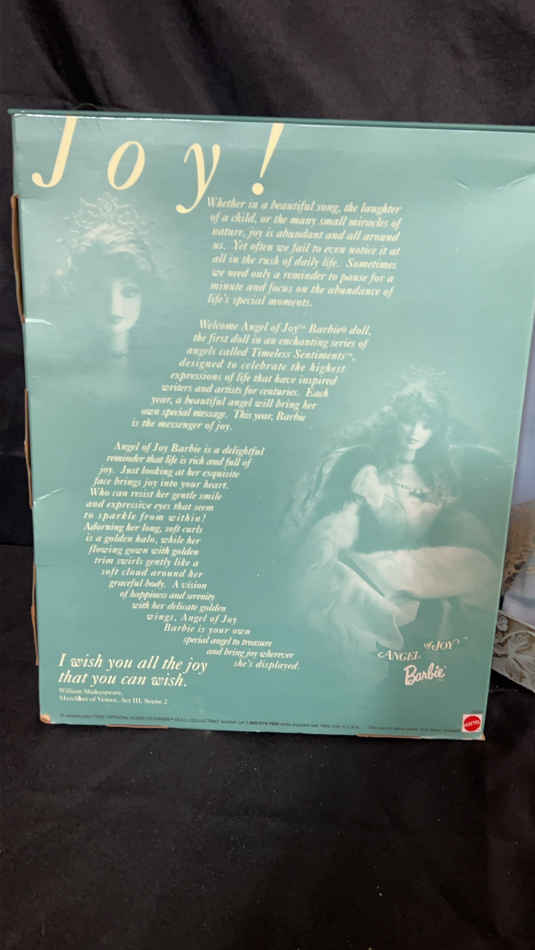 Joy!
Whether in a beautiful song, the laughter
of a child, or the many small miracles of
nature, joy is abundant and all around
us. Yet often we fail to even notice it at
all in the rush of daily life. Sometimes
we need only a reminder to pause for a
minute and focus on the abundance of
life's special moments.
Welcome Angel of Joy™ Barbie® doll,
the first doll in an enchanting series of
angels called Timeless Sentiments™,
designed to celebrate the highest
expressions of life that have inspired
writers and artists for centuries. Each
year, a beautiful angel will bring her
own special message. This year, Barbie
is the messenger of joy.
Angel of Joy Barbie is a delightful
reminder that life is rich and full of
joy. Just looking at her exquisite
face brings joy into your heart.
Who can resist her gentle smile
and expressive eyes that seem
to sparkle from within?
Adorning her long, soft curls
is a golden halo, while her
flowing gown with golden
trim swirls gently like a
soft cloud around her
graceful body. A vision
of happiness and serenity
with her delicate golden
wings, Angel of Joy
Barbie is your own
special angel to treasure
and bring joy wherever
she's displayed.
I wish you all the joy
that you can wish.
William Shakespeare,
Merchant of Venice, Act III, Scene 2
ANGEL of JOY™
Barbie
MATTEL